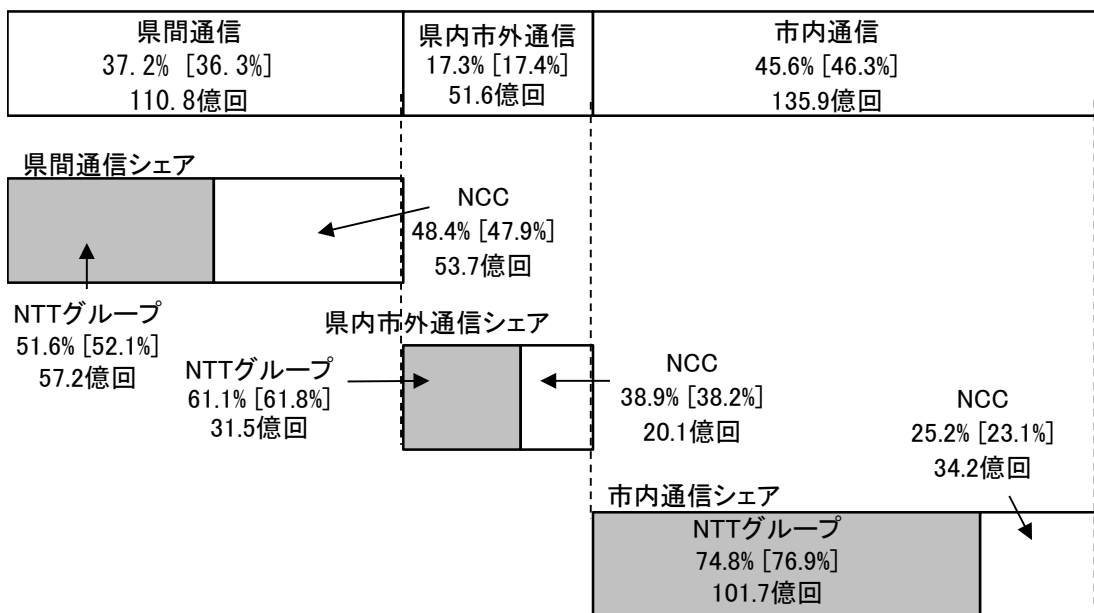 県間通信
37.2% [36.3%]
110.8億回
県内市外通信
17.3% [17.4%]
51.6億回
市内通信
45.6% [46.3%]
135.9億回
県間通信シェア
NCC
48.4% [47.9%]
53.7億回
NTTグループ
51.6% [52.1%]
57.2億回
県内市外通信シェア
NTTグループ
61.1% [61.8%]
31.5億回
NCC
38.9% [38.2%]
20.1億回
NCC
25.2% [23.1%]
34.2億回
市内通信シェア
NTTグループ
74.8% [76.9%]
101.7億回